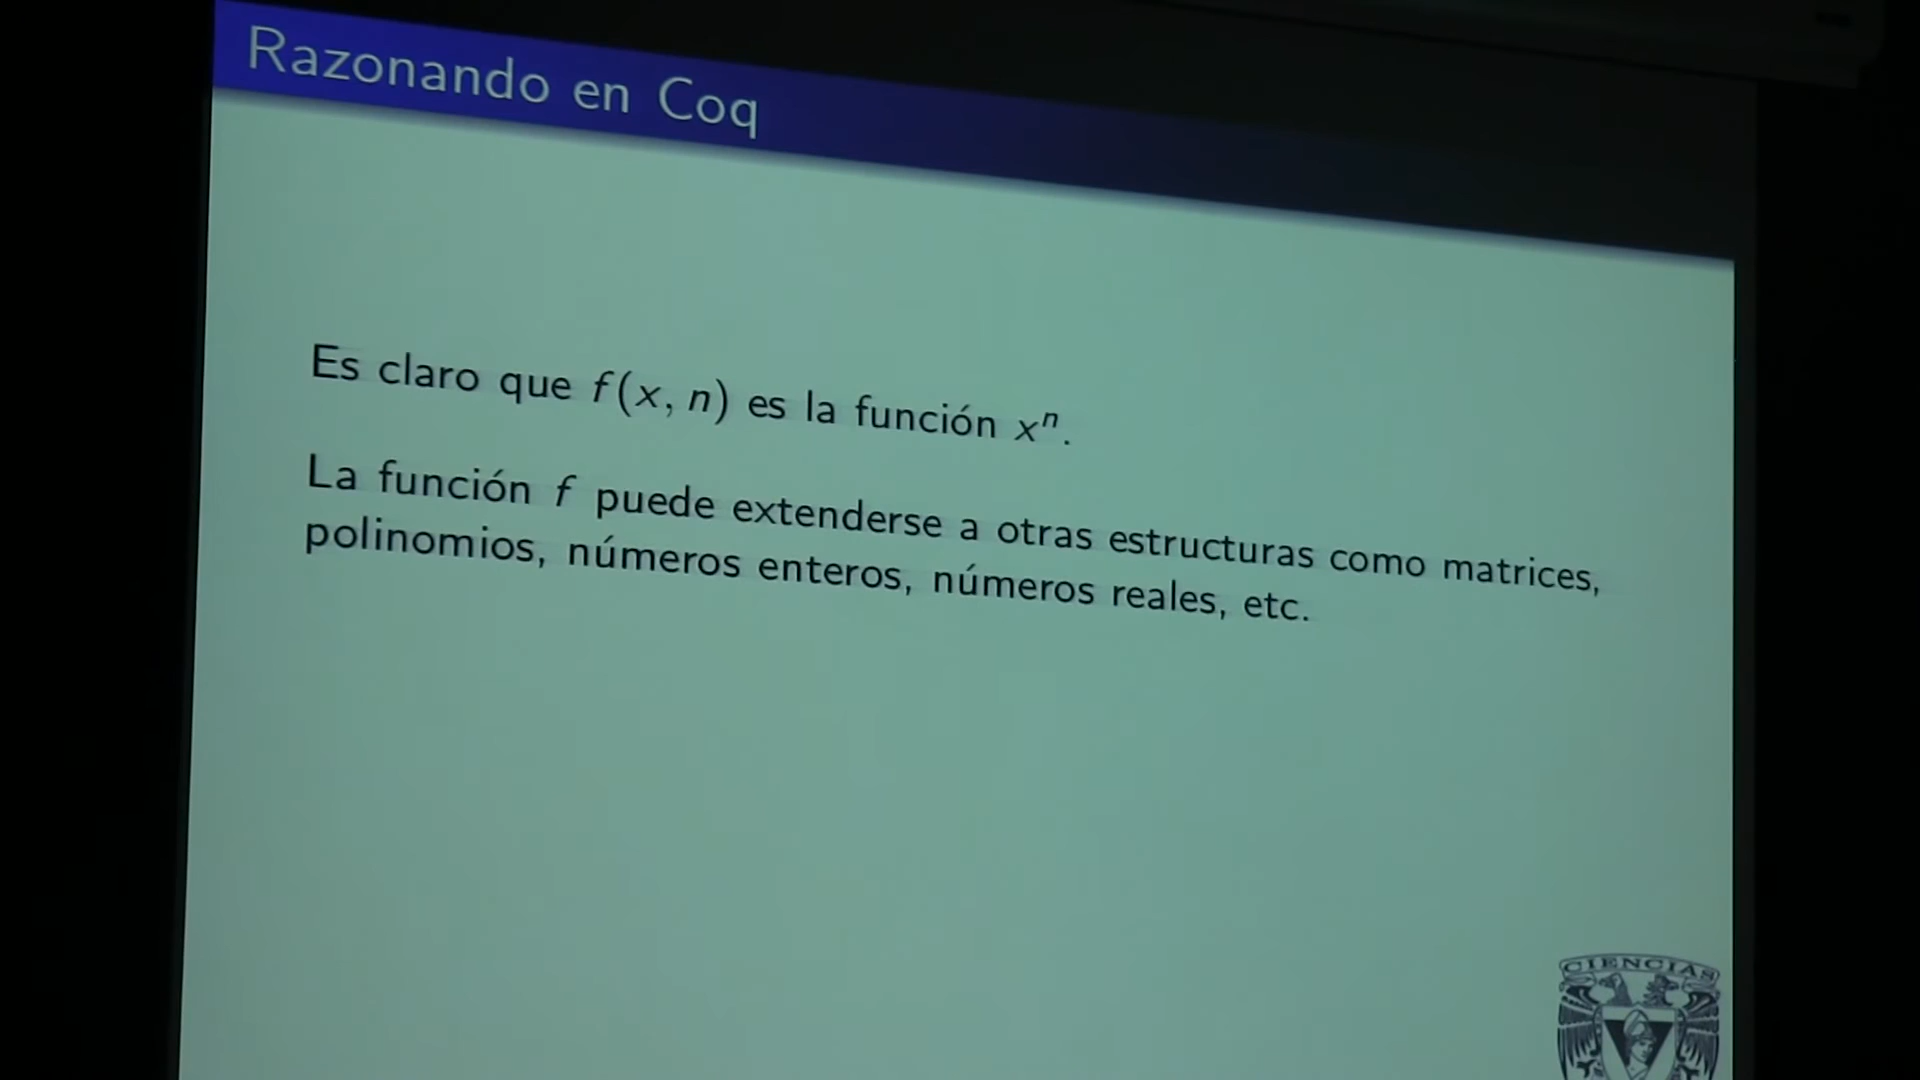 Razonando en Coq
Es claro que f(x, n) es la función xⁿ.
La función f puede extenderse a otras estructuras como matrices,
polinomios, números enteros, números reales, etc.
CIENCIAS